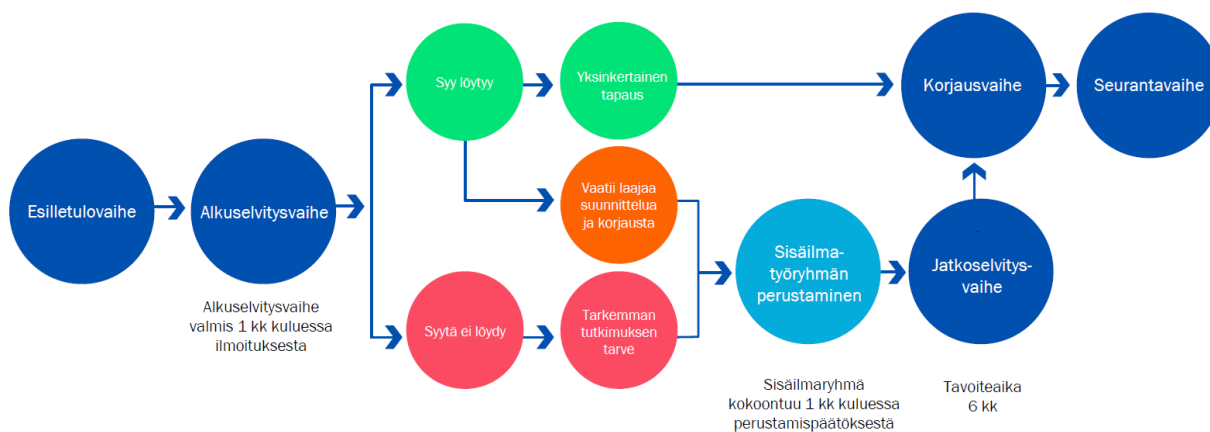 Esilletulovaihe
Alkuselvitysvaihe
Alkuselvitysvaihe
valmis 1 kk kuluessa
ilmoituksesta
Syy löytyy
Yksinkertainen
tapaus
Vaatii laajaa
suunnittelua
ja korjausta
Syytä ei löydy
Tarkemman
tutkimuksen
tarve
Sisäilma-
työryhmän
perustaminen
Sisäilmaryhmä
kokoontuu 1 kk kuluessa
perustamispäätöksestä
Jatkoselvitys-
vaihe
Tavoiteaika
6 kk
Korjausvaihe
Seurantavaihe